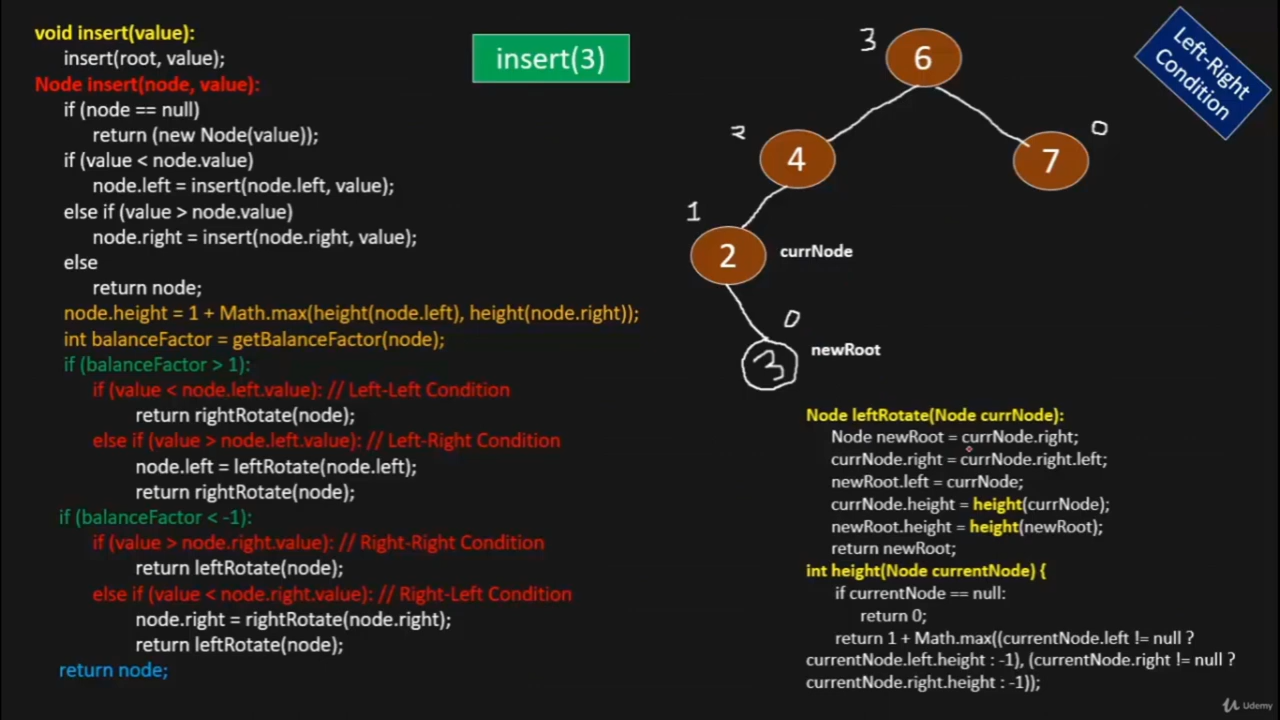 void insert(value):
insert(root, value);
Node insert(node, value):
if (node == null)
return (new Node(value));
if (value < node.value)
node.left = insert(node.left, value);
else if (value > node.value)
node.right = insert(node.right, value);
else
return node;
node.height = 1 + Math.max(height(node.left), height(node.right));
int balanceFactor = getBalanceFactor(node);
if (balanceFactor > 1):
if (value < node.left.value): // Left-Left Condition
return rightRotate(node);
else if (value > node.left.value): // Left-Right Condition
node.left = leftRotate(node.left);
return rightRotate(node);
if (balanceFactor < -1):
if (value > node.right.value): // Right-Right Condition
return leftRotate(node);
else if (value < node.right.value): // Right-Left Condition
node.right = rightRotate(node.right);
return leftRotate(node);
return node;
insert(3)
3
6
2
4
7
0
1
2
currNode
0
3
newRoot
Left-Right
Condition
Node leftRotate(Node currNode):
Node newRoot = currNode.right;
currNode.right = currNode.right.left;
newRoot.left = currNode;
currNode.height = height(currNode);
newRoot.height = height(newRoot);
return newRoot;
int height(Node currentNode) {
if currentNode == null:
return 0;
return 1 + Math.max((currentNode.left != null ?
currentNode.left.height : -1), (currentNode.right != null ?
currentNode.right.height : -1));
Udemy